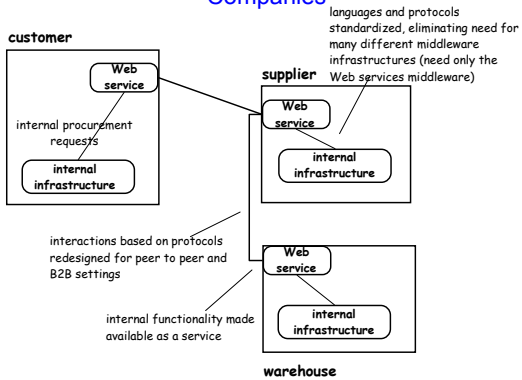 Companies
languages and protocols
standardized, eliminating need for
many different middleware
infrastructures (need only the
Web services middleware)
customer
Web
service
internal procurement
requests
internal
infrastructure
supplier
Web
service
internal
infrastructure
interactions based on protocols
redesigned for peer to peer and
B2B settings
internal functionality made
available as a service
Web
service
internal
infrastructure
warehouse